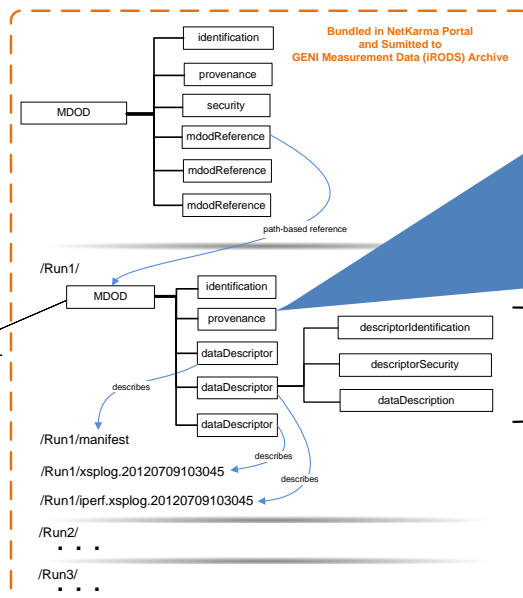 Bundled in NetKarma Portal
and Sumitted to
GENI Measurement Data (iRODS) Archive
identification
provenance
MDOD
security
mdodReference
mdodReference
mdodReference
path-based reference
/Run1/
MDOD
identification
provenance
dataDescriptor
dataDescriptor
dataDescriptor
descriptorIdentification
descriptorSecurity
dataDescription
describes
/Run1/manifest
describes
/Run1/xsplog.20120709103045
describes
/Run1/iperf.xsplog.20120709103045
/Run2/
. . .
/Run3/
. . .